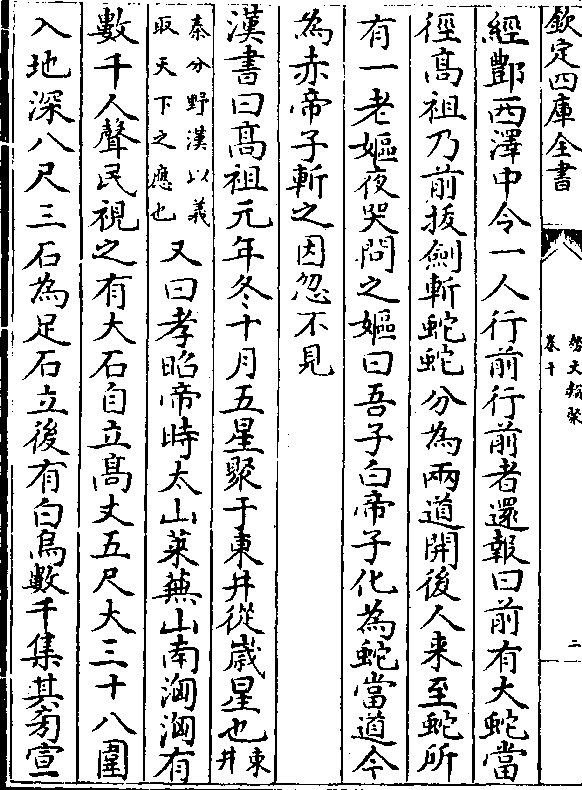 欽定四庫全書
藝文類聚
卷十
二
經酆西澤中令一人行前行前者還報曰前有大蛇當
徑髙祖乃前拔劒斬蛇蛇分為兩道開後人来至蛇所
有一老嫗夜哭問之嫗曰吾子白帝子化為蛇當道今
為赤帝子斬之因忽不見
漢書曰髙祖元年冬十月五星聚于東井從歲星也東井
秦分野漢以義
取天下之應也
又曰孝昭帝時太山萊蕪山南洶洶有
數千人聲民視之有大石自立髙丈五尺大三十八圍
入地深八尺三石為足石立後有白烏數千集其旁宣